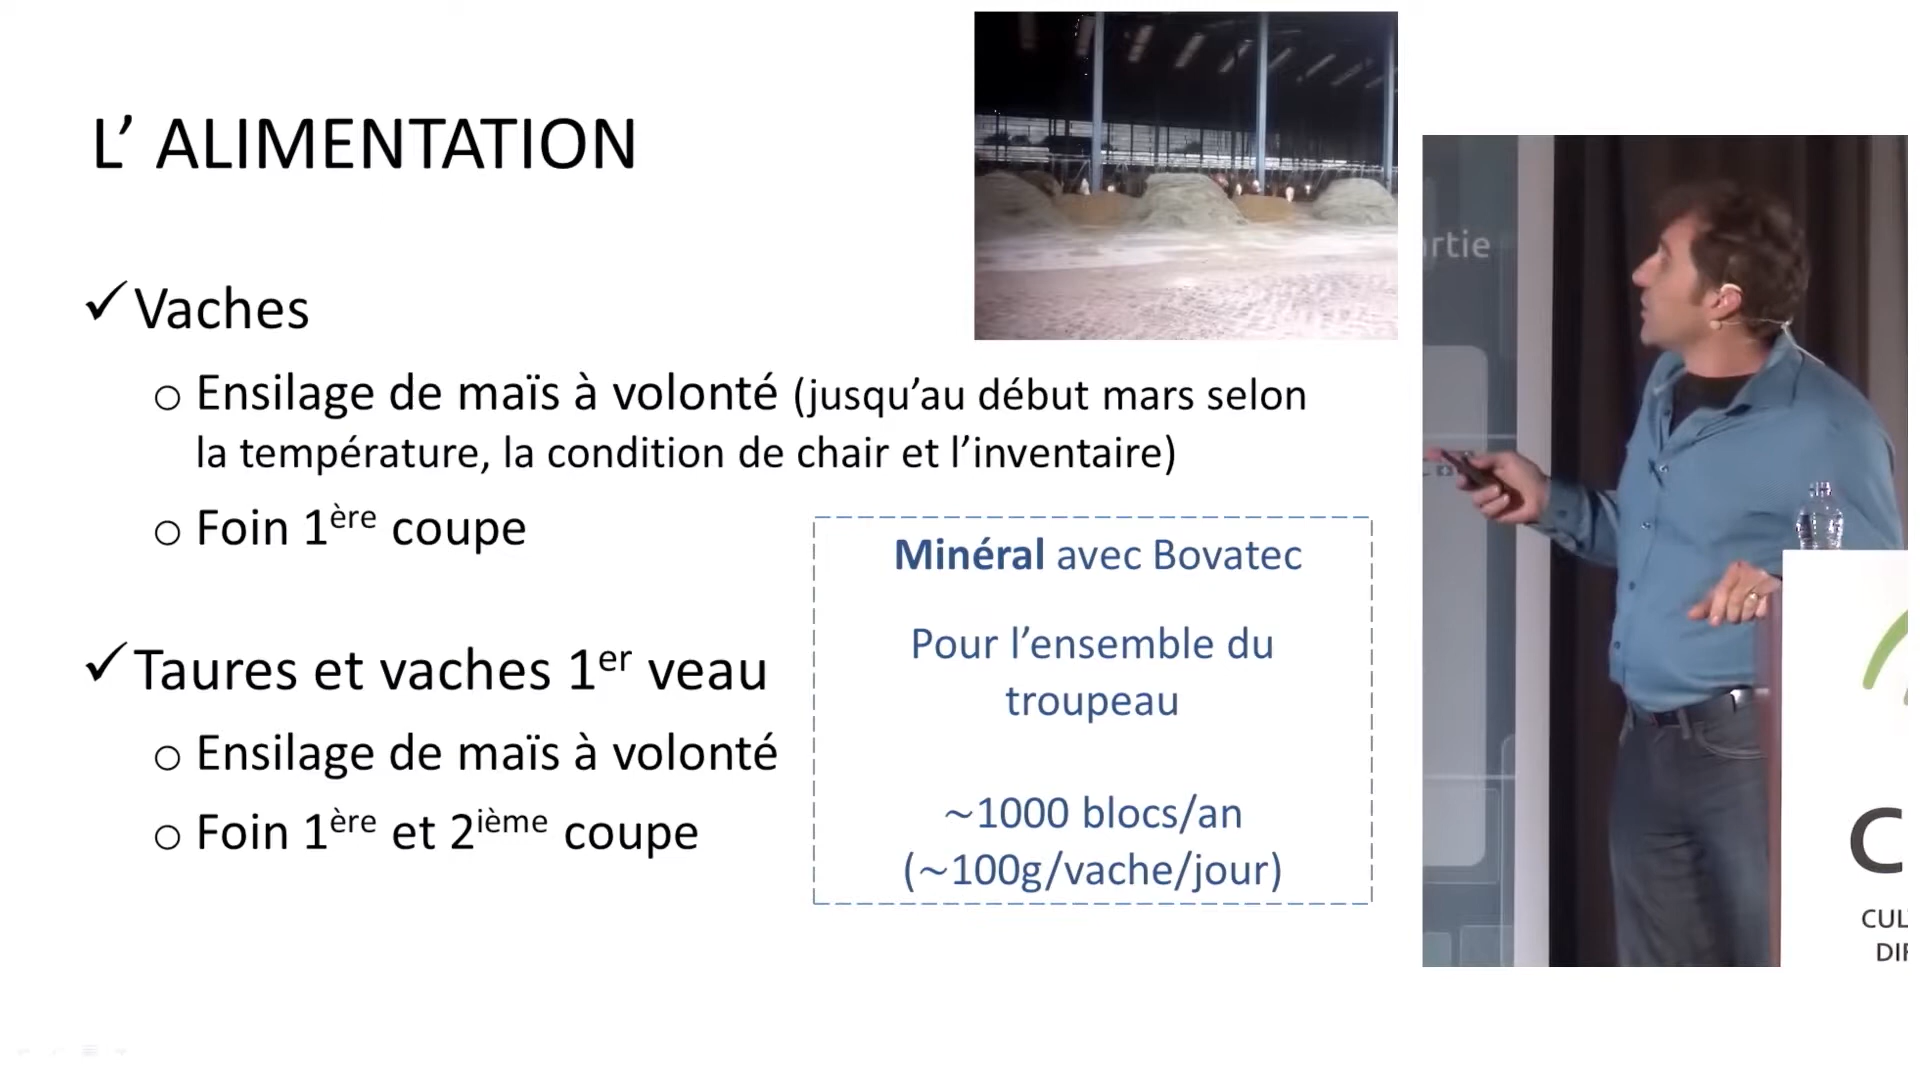 L’ ALIMENTATION
✓ Vaches
o Ensilage de maïs à volonté (jusqu’au début mars selon
la température, la condition de chair et l’inventaire)
o Foin 1ère coupe
✓ Taures et vaches 1er veau
o Ensilage de maïs à volonté
o Foin 1ère et 2ième coupe
Minéral avec Bovatec
Pour l’ensemble du
troupeau
~1000 blocs/an
(~100g/vache/jour)
rtie
C
CUL
DIF